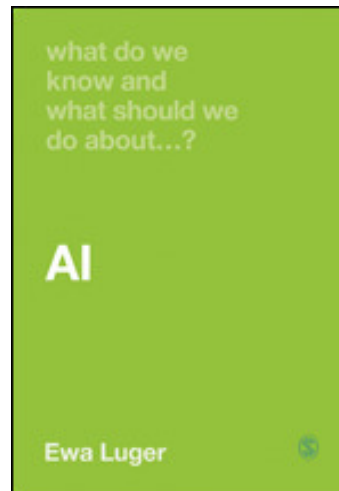 what do we
know and
what should we
do about...?
AI
Ewa Luger